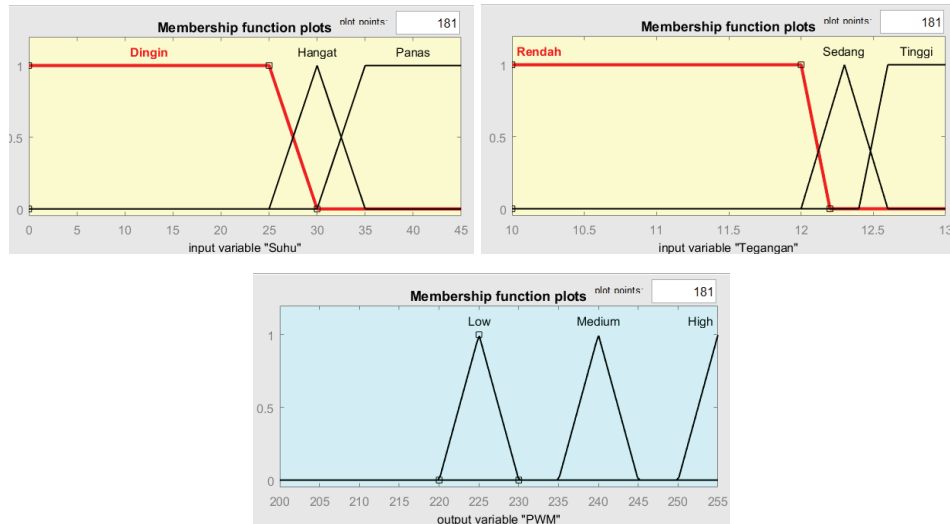 Membership function plots plot points: 181
Dingin Hangat Panas
1
0.5
0
0 5 10 15 20 25 30 35 40 45
input variable "Suhu"
Membership function plots plot points: 181
Rendah Sedang Tinggi
1
0.5
0
10 10.5 11 11.5 12 12.5 13
input variable "Tegangan"
Membership function plots plot points: 181
Low Medium High
1
0.5
0
200 205 210 215 220 225 230 235 240 245 250 255
output variable "PWM"